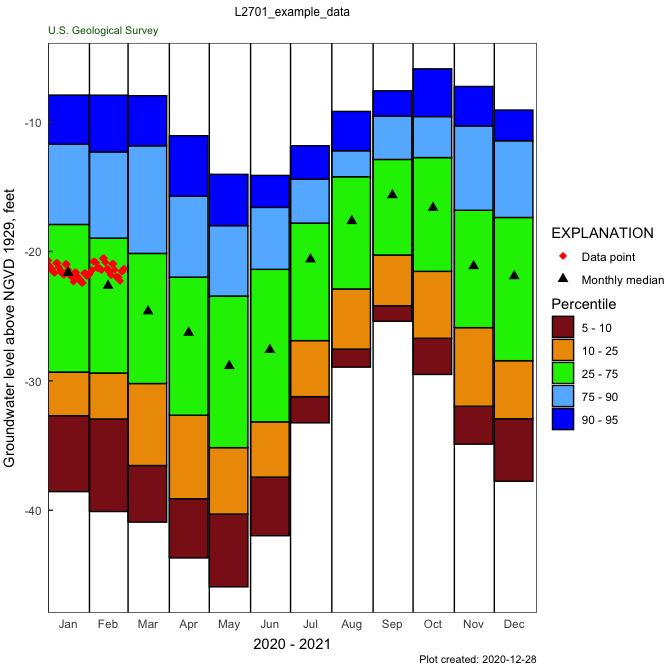 L2701_example_data
U.S. Geological Survey
Groundwater level above NGVD 1929, feet
-10
-20
-30
-40
Jan Feb Mar Apr May Jun Jul Aug Sep Oct Nov Dec
2020 - 2021
EXPLANATION
Data point
Monthly median
Percentile
5 - 10
10 - 25
25 - 75
75 - 90
90 - 95
Plot created: 2020-12-28